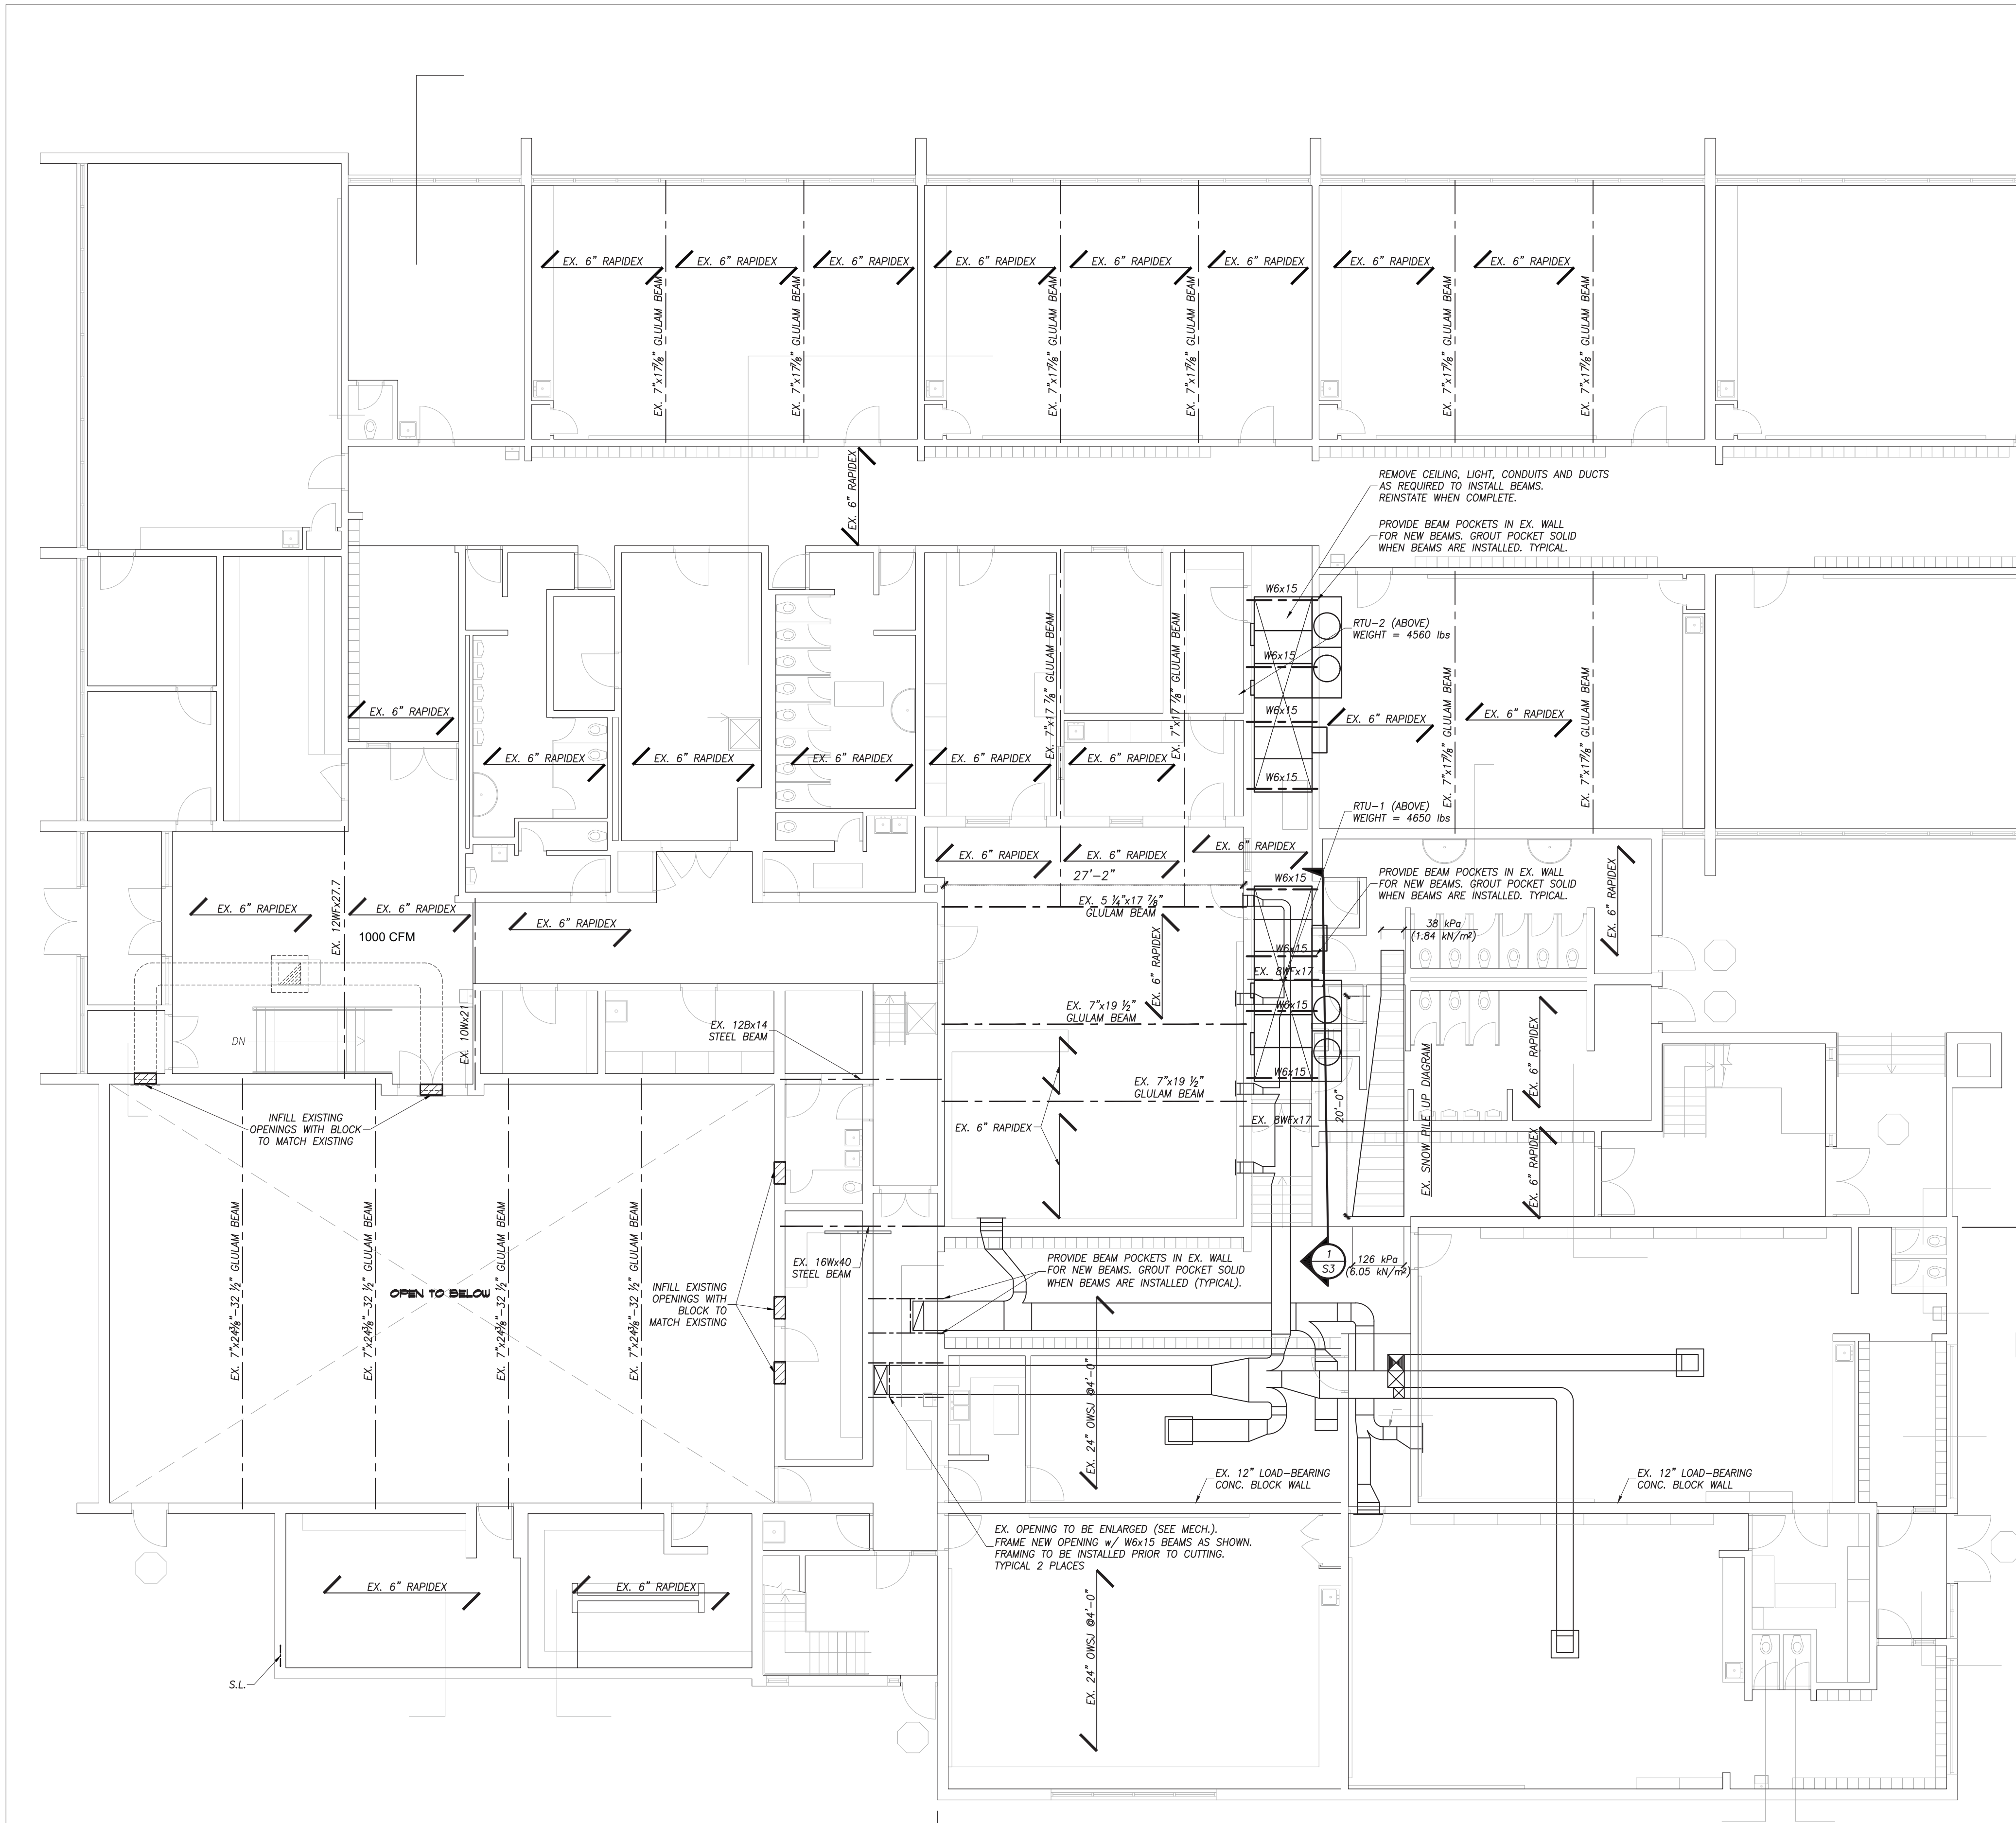 EX. 6" RAPIDEX
EX. 6" RAPIDEX
EX. 6" RAPIDEX
EX. 6" RAPIDEX
EX. 6" RAPIDEX
EX. 6" RAPIDEX
EX. 6" RAPIDEX
EX. 6" RAPIDEX
EX. 7"x17⅞" GLULAM BEAM
EX. 7"x17⅞" GLULAM BEAM
EX. 7"x17⅞" GLULAM BEAM
EX. 7"x17⅞" GLULAM BEAM
EX. 7"x17⅞" GLULAM BEAM
EX. 7"x17⅞" GLULAM BEAM
EX. 6" RAPIDEX
REMOVE CEILING, LIGHT, CONDUITS AND DUCTS
AS REQUIRED TO INSTALL BEAMS.
REINSTATE WHEN COMPLETE.
PROVIDE BEAM POCKETS IN EX. WALL
FOR NEW BEAMS. GROUT POCKET SOLID
WHEN BEAMS ARE INSTALLED. TYPICAL.
W6x15
RTU-2 (ABOVE)
WEIGHT = 4560 lbs
W6x15
W6x15
W6x15
EX. 7"x17 ⅞" GLULAM BEAM
EX. 7"x17 ⅞" GLULAM BEAM
EX. 7"x17⅞" GLULAM BEAM
EX. 7"x17⅞" GLULAM BEAM
EX. 6" RAPIDEX
EX. 6" RAPIDEX
EX. 6" RAPIDEX
EX. 6" RAPIDEX
EX. 6" RAPIDEX
EX. 6" RAPIDEX
EX. 6" RAPIDEX
EX. 6" RAPIDEX
RTU-1 (ABOVE)
WEIGHT = 4650 lbs
EX. 6" RAPIDEX
EX. 6" RAPIDEX
EX. 6" RAPIDEX
27'-2"
W6x15
PROVIDE BEAM POCKETS IN EX. WALL
FOR NEW BEAMS. GROUT POCKET SOLID
WHEN BEAMS ARE INSTALLED. TYPICAL.
EX. 6" RAPIDEX
EX. 12WFx27.7
EX. 6" RAPIDEX
EX. 6" RAPIDEX
EX. 6" RAPIDEX
1000 CFM
EX. 5 ¼"x17 ⅞"
GLULAM BEAM
EX. 6" RAPIDEX
38 kPa
(1.84 kN/m²)
W6x15
EX. 8WFx17
W6x15
EX. 7"x19 ½"
GLULAM BEAM
EX. 12Bx14
STEEL BEAM
EX. 10Wx21
DN
EX. 6" RAPIDEX
W6x15
EX. 7"x19 ½"
GLULAM BEAM
20'-0"
EX. SNOW PILE UP DIAGRAM
EX. 8WFx17
EX. 6" RAPIDEX
INFILL EXISTING
OPENINGS WITH BLOCK
TO MATCH EXISTING
EX. 6" RAPIDEX
EX. 7"x24⅜"-32 ½" GLULAM BEAM
EX. 7"x24⅜"-32 ½" GLULAM BEAM
EX. 7"x24⅜"-32 ½" GLULAM BEAM
EX. 7"x24⅜"-32 ½" GLULAM BEAM
OPEN TO BELOW
EX. 16Wx40
STEEL BEAM
INFILL EXISTING
OPENINGS WITH
BLOCK TO
MATCH EXISTING
PROVIDE BEAM POCKETS IN EX. WALL
FOR NEW BEAMS. GROUT POCKET SOLID
WHEN BEAMS ARE INSTALLED (TYPICAL).
1
S3
126 kPa
(6.05 kN/m²)
EX. 24" OWSJ @4'-0"
EX. 12" LOAD-BEARING
CONC. BLOCK WALL
EX. 12" LOAD-BEARING
CONC. BLOCK WALL
EX. OPENING TO BE ENLARGED (SEE MECH.).
FRAME NEW OPENING w/ W6x15 BEAMS AS SHOWN.
FRAMING TO BE INSTALLED PRIOR TO CUTTING.
TYPICAL 2 PLACES
EX. 6" RAPIDEX
EX. 6" RAPIDEX
EX. 24" OWSJ @4'-0"
S.L.